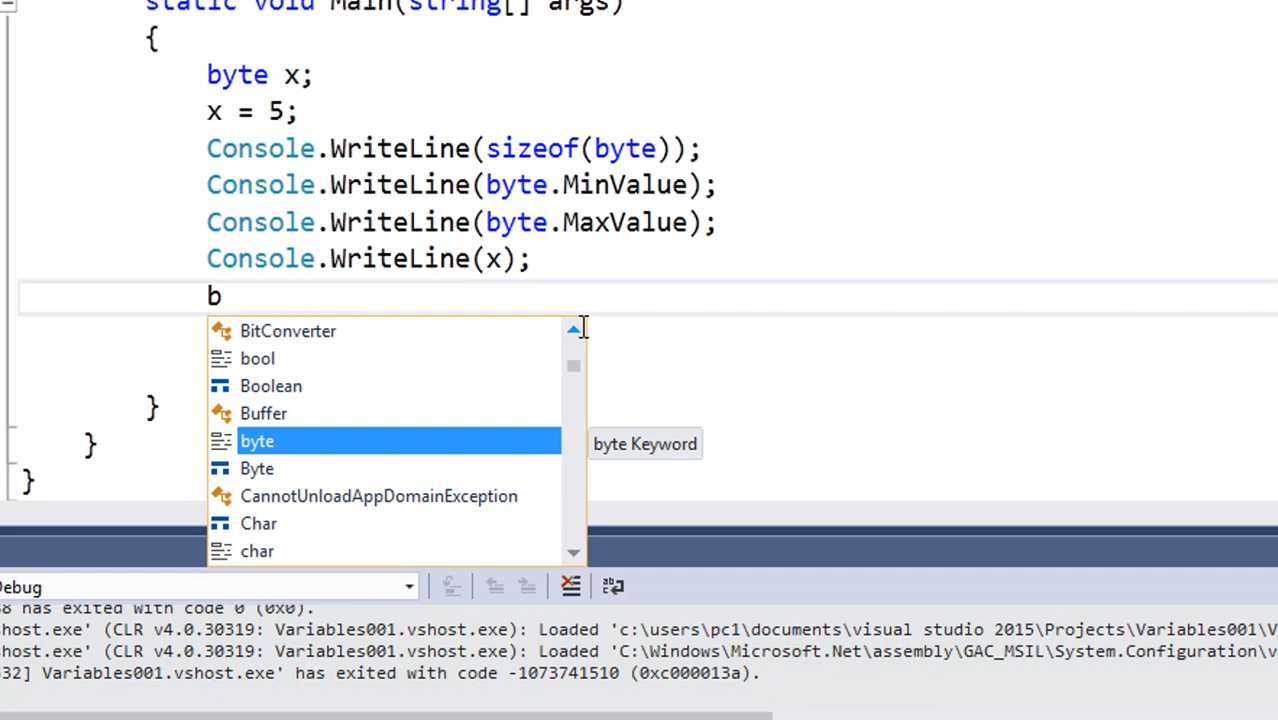 static void Main(string[] args)
{
byte x;
x = 5;
Console.WriteLine(sizeof(byte));
Console.WriteLine(byte.MinValue);
Console.WriteLine(byte.MaxValue);
Console.WriteLine(x);
b
BitConverter
bool
Boolean
Buffer
byte
byte Keyword
Byte
CannotUnloadAppDomainException
Char
char
}
}
}
Debug
88 has exited with code 0 (0x0).
shost.exe' (CLR v4.0.30319: Variables001.vshost.exe): Loaded 'c:\users\pc1\documents\visual studio 2015\Projects\Variables001\V
shost.exe' (CLR v4.0.30319: Variables001.vshost.exe): Loaded 'C:\Windows\Microsoft.Net\assembly\GAC_MSIL\System.Configuration\v
532] Variables001.vshost.exe' has exited with code -1073741510 (0xc000013a).